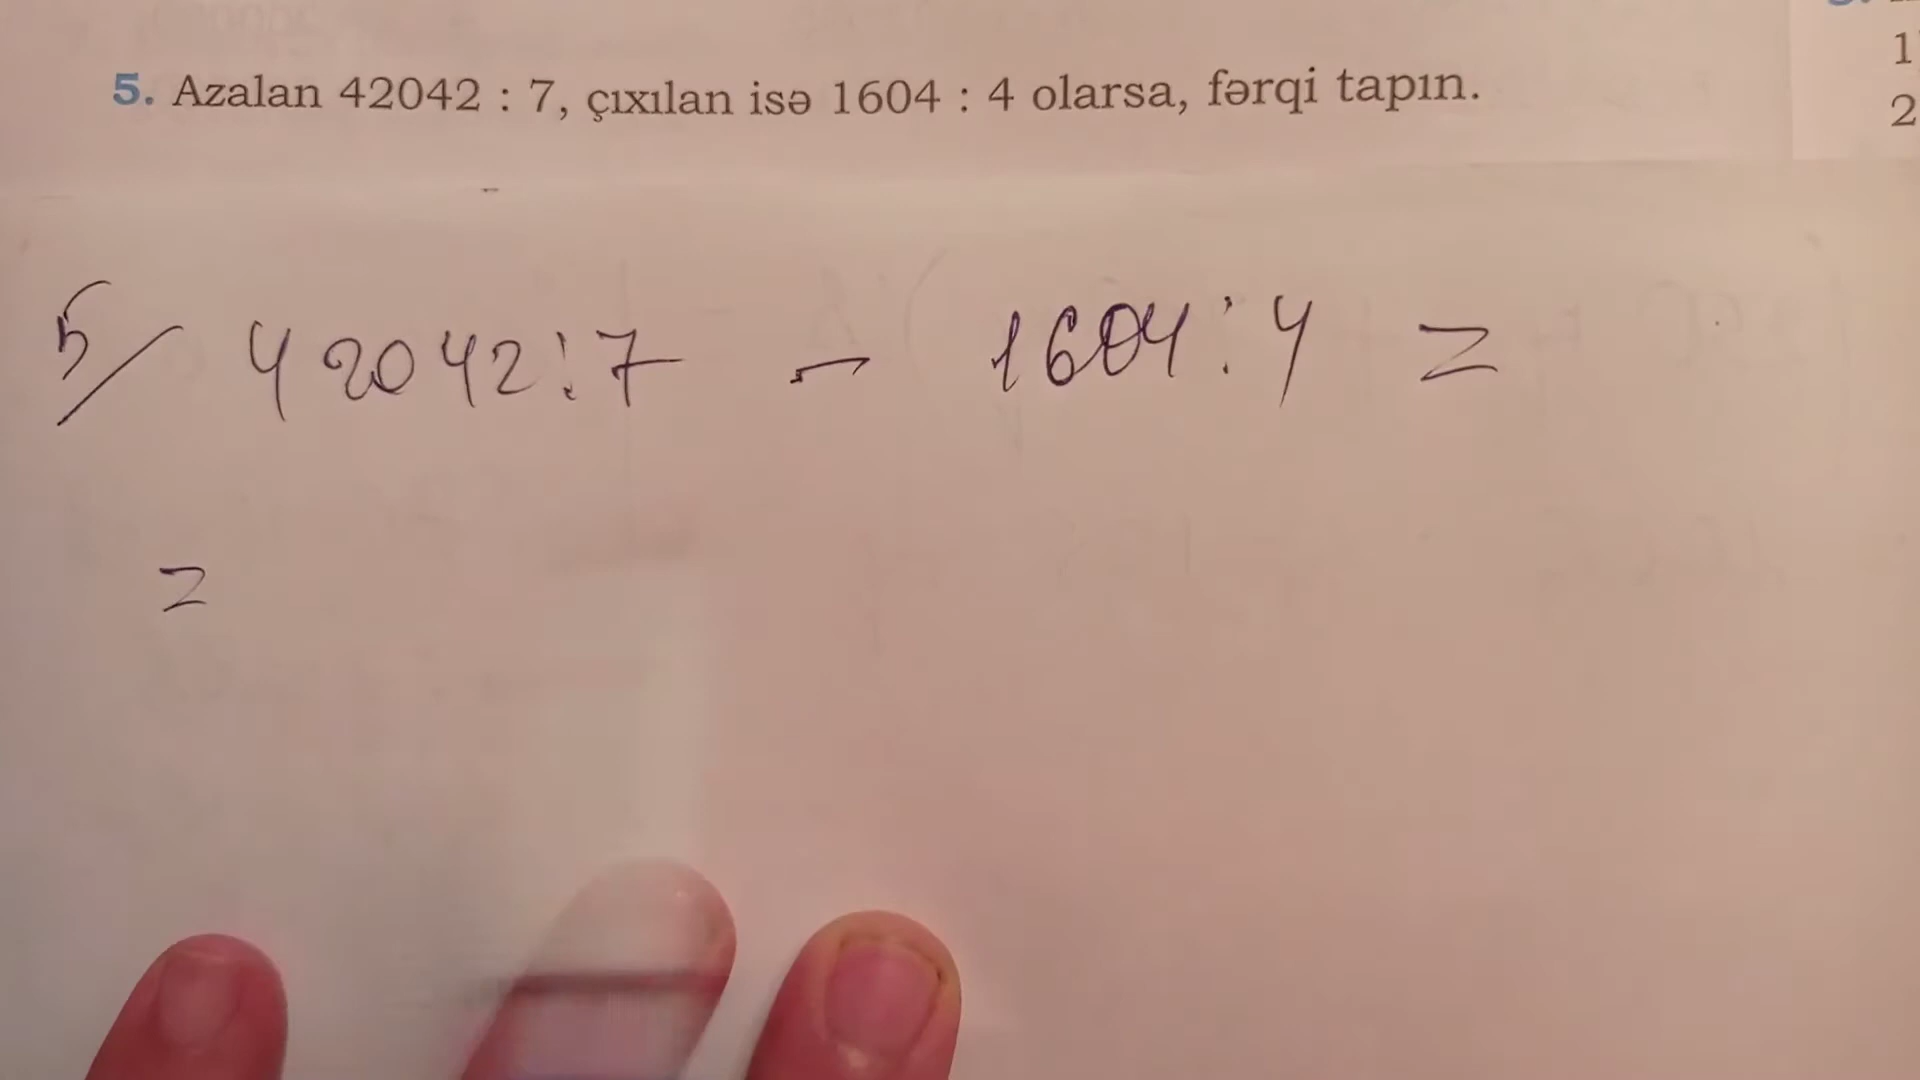 5. Azalan 42042 : 7, çıxılan isə 1604 : 4 olarsa, fərqi tapın.
1
2
5/ 42042:7 - 1604:4 =
=